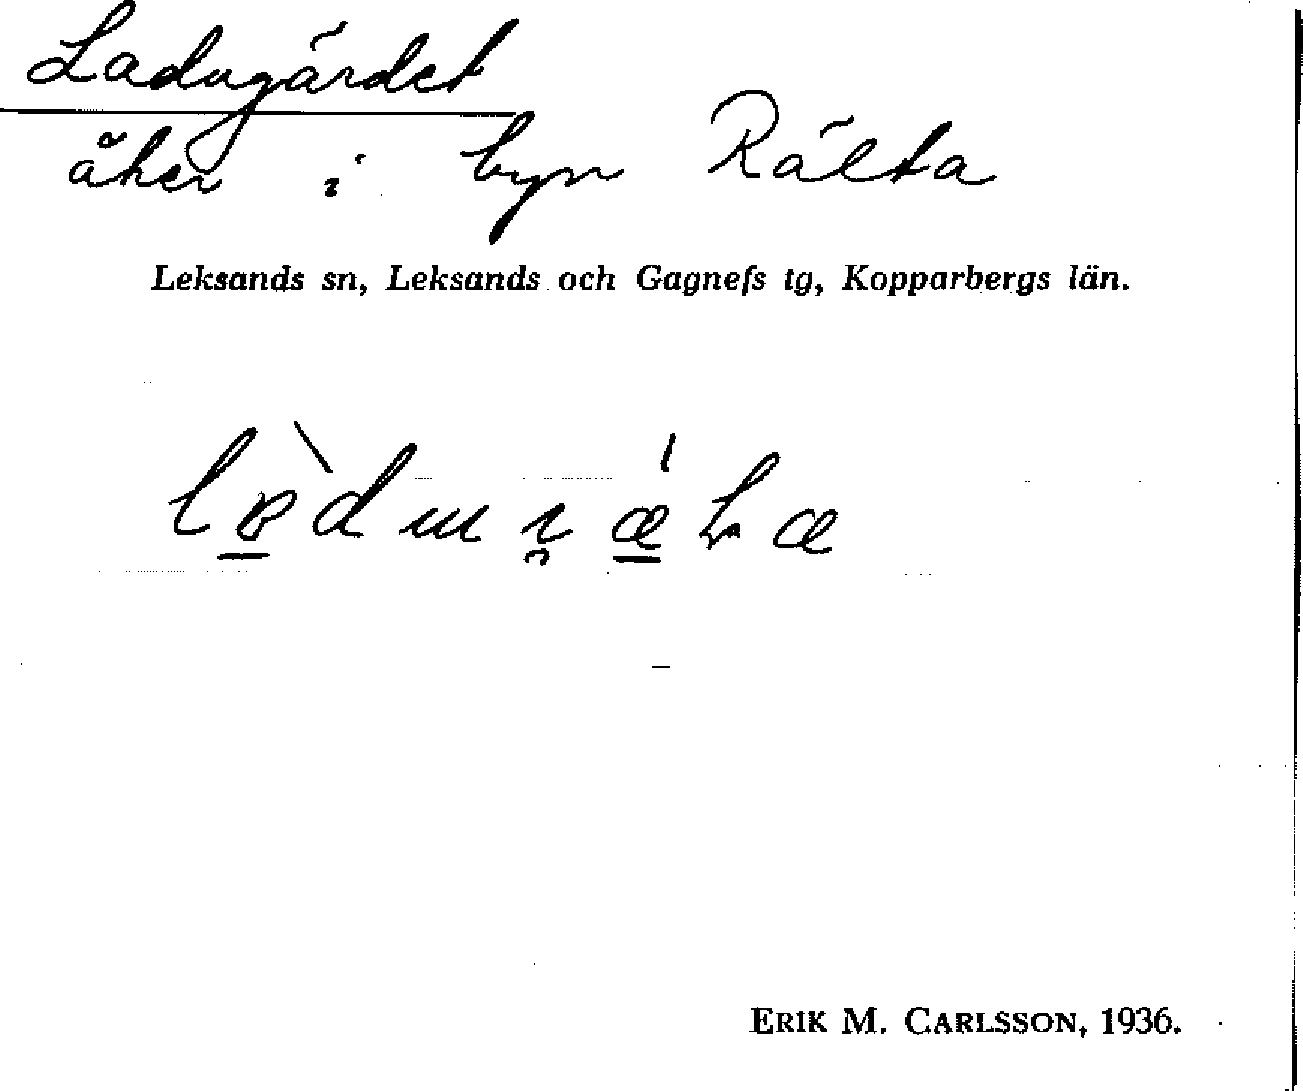 Ladugärdet
åker i byn Rälta
Leksands sn, Leksands och Gagnefs tg, Kopparbergs län.
ERIK M. CARLSSON, 1936.